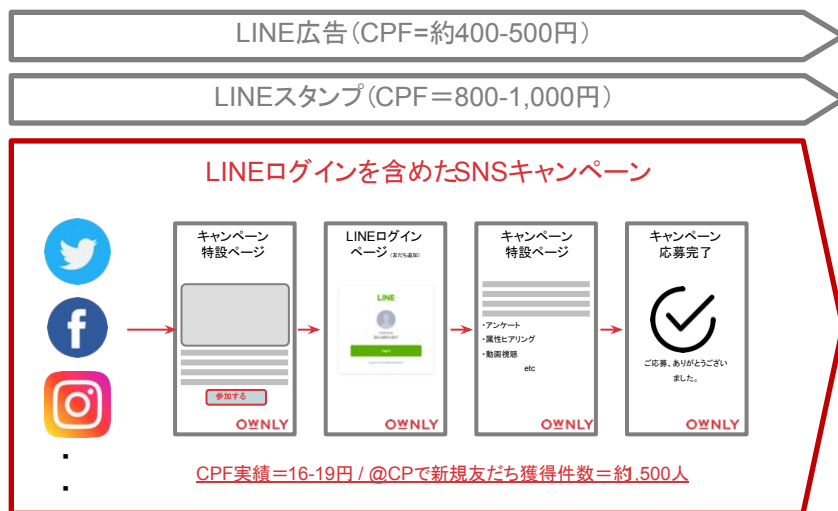 LINE広告(CPF=約400-500円)
LINEスタンプ(CPF＝800-1,000円)
LINEログインを含めたSNSキャンペーン
キャンペーン
特設ページ
参加する
OWNLY
LINEログイン
ページ(友だち追加)
LINE
Log in
OWNLY
キャンペーン
特設ページ
・アンケート
・属性ヒアリング
・動画視聴
etc
OWNLY
キャンペーン
応募完了
ご応募、ありがとうござい
ました。
OWNLY
CPF実績＝16-19円 / @CPで新規友だち獲得件数＝約1,500人